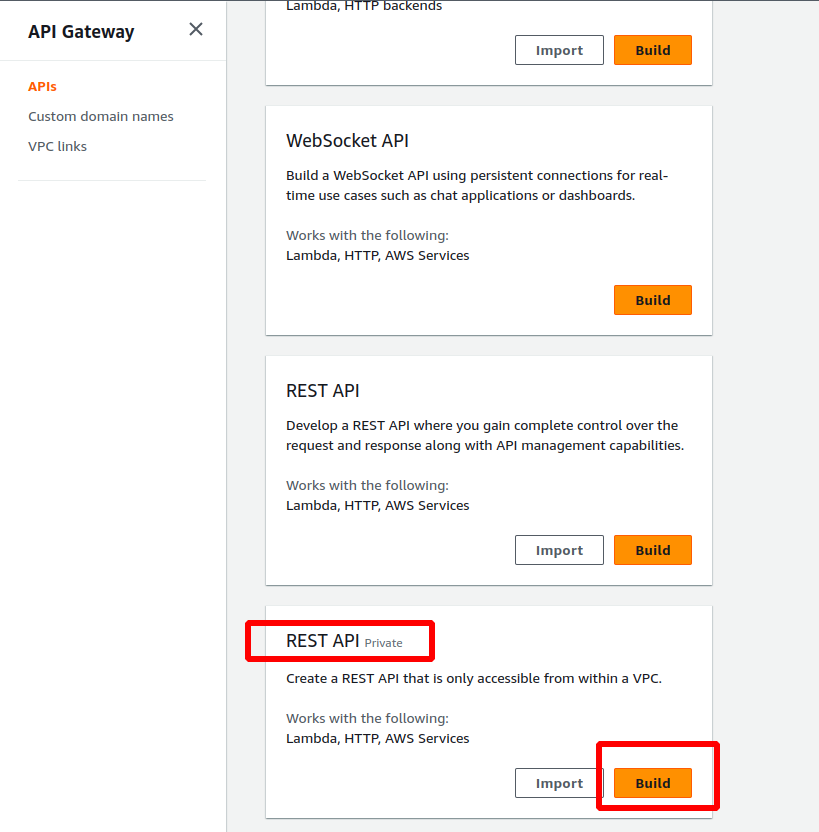 API Gateway
APIs
Custom domain names
VPC links
Lambda, HTTP backends
Import
Build
WebSocket API
Build a WebSocket API using persistent connections for real-
time use cases such as chat applications or dashboards.
Works with the following:
Lambda, HTTP, AWS Services
Build
REST API
Develop a REST API where you gain complete control over the
request and response along with API management capabilities.
Works with the following:
Lambda, HTTP, AWS Services
Import
Build
REST API Private
Create a REST API that is only accessible from within a VPC.
Works with the following:
Lambda, HTTP, AWS Services
Import
Build